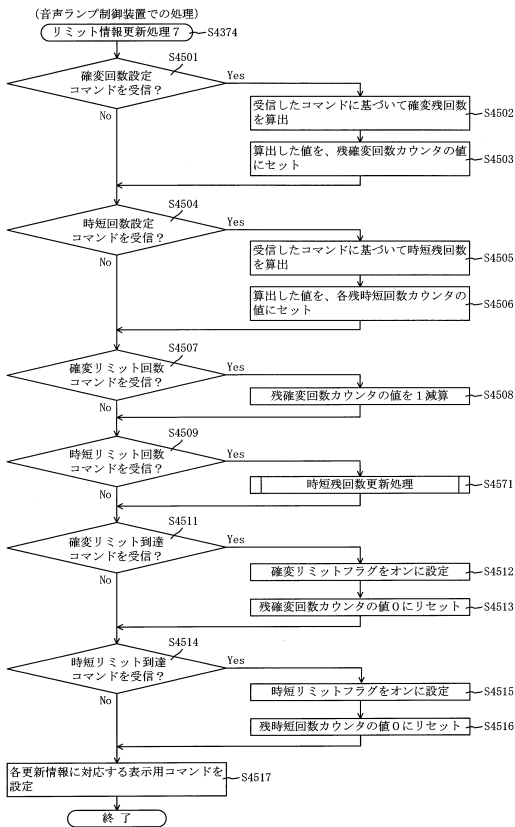 (音声ランプ制御装置での処理)
リミット情報更新処理7
S4374
S4501
確変回数設定
コマンドを受信?
Yes
No
受信したコマンドに基づいて確変残回数
を算出
S4502
算出した値を、残確変回数カウンタの値
にセット
S4503
S4504
時短回数設定
コマンドを受信?
Yes
No
受信したコマンドに基づいて時短残回数
を算出
S4505
算出した値を、各残時短回数カウンタの
値にセット
S4506
S4507
確変リミット回数
コマンドを受信?
Yes
No
残確変回数カウンタの値を1減算
S4508
S4509
時短リミット回数
コマンドを受信?
Yes
No
時短残回数更新処理
S4571
S4511
確変リミット到達
コマンドを受信?
Yes
No
確変リミットフラグをオンに設定
S4512
残確変回数カウンタの値0にリセット
S4513
S4514
時短リミット到達
コマンドを受信?
Yes
No
時短リミットフラグをオンに設定
S4515
残時短回数カウンタの値0にリセット
S4516
各更新情報に対応する表示用コマンドを
設定
S4517
終了